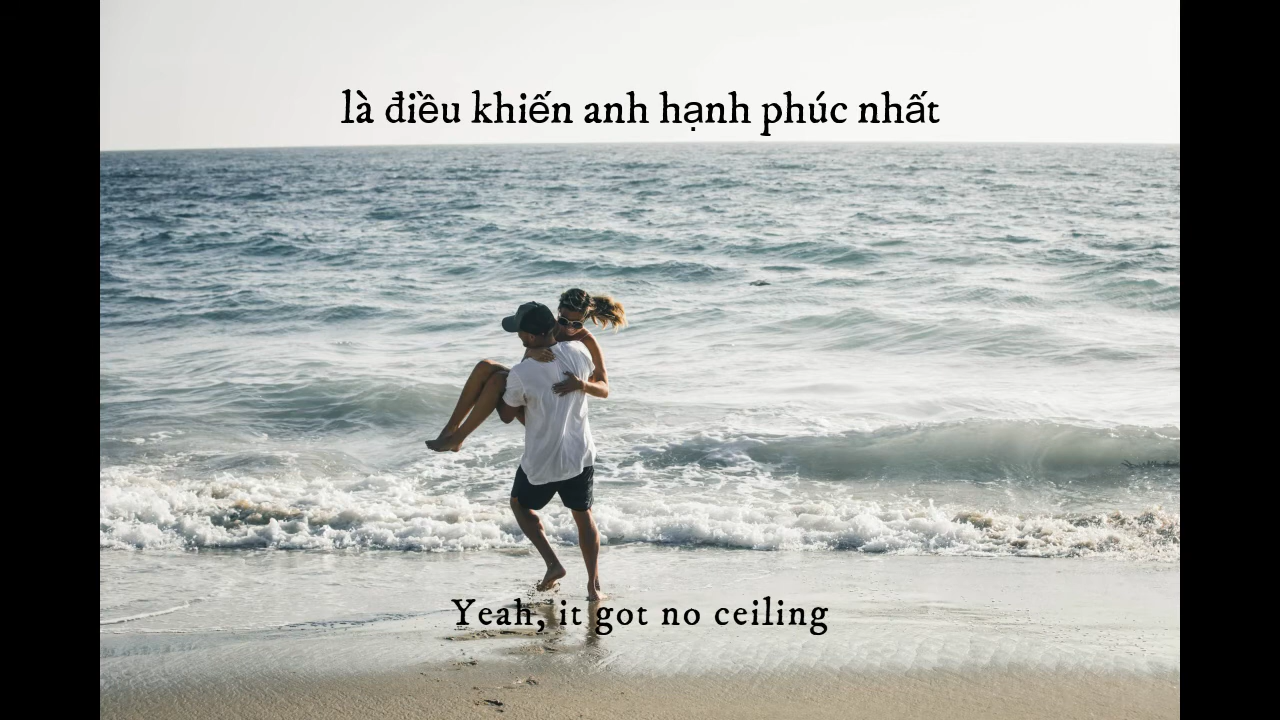 là điều khiến anh hạnh phúc nhất
Yeah, it got no ceiling